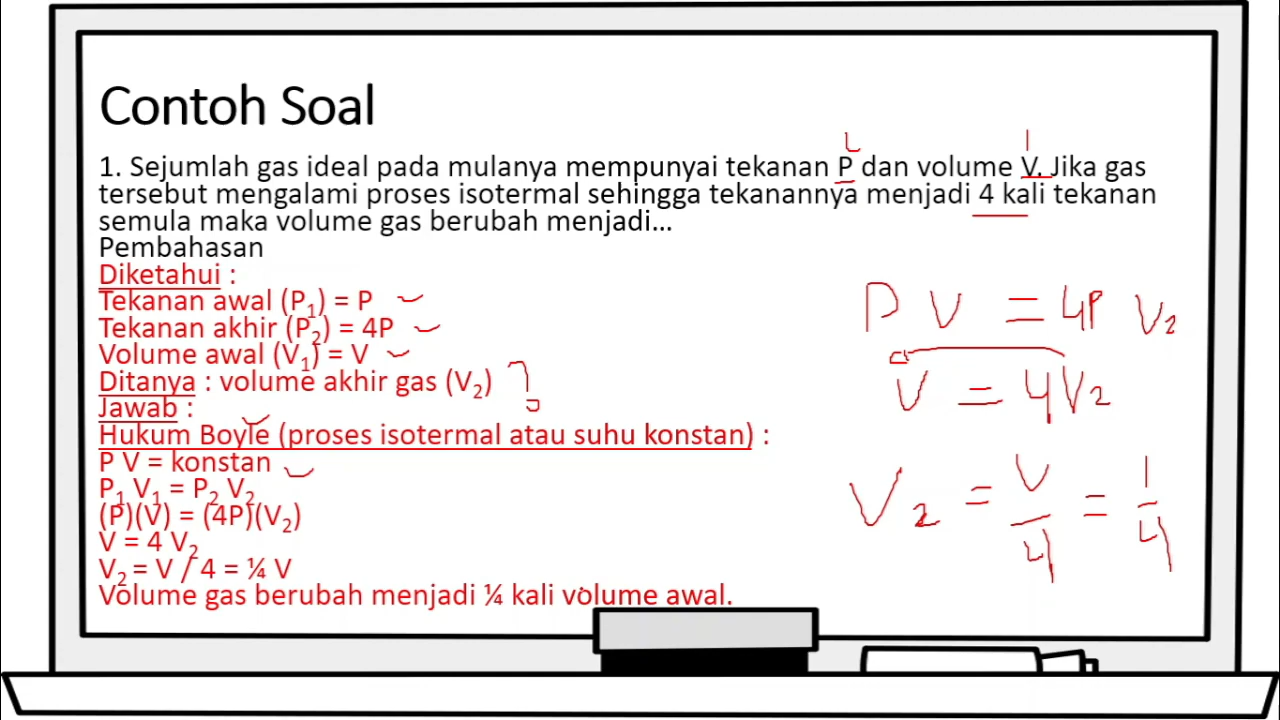 Contoh Soal
1. Sejumlah gas ideal pada mulanya mempunyai tekanan P dan volume V. Jika gas
tersebut mengalami proses isotermal sehingga tekanannya menjadi 4 kali tekanan
semula maka volume gas berubah menjadi...
Pembahasan
Diketahui :
Tekanan awal (P₁) = P
Tekanan akhir (P₂) = 4P
Volume awal (V₁) = V
Ditanya : volume akhir gas (V₂)
Jawab :
Hukum Boyle (proses isotermal atau suhu konstan) :
P V = konstan
P₁ V₁ = P₂ V₂
(P)(V) = (4P)(V₂)
V = 4 V₂
V₂ = V / 4 = ¼ V
Volume gas berubah menjadi ¼ kali volume awal.
P V = 4P V₂
V = 4V₂
V₂ = V/4 = 1/4